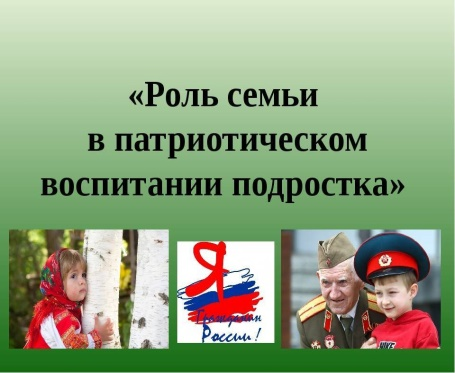 «Роль семьи
в патриотическом
воспитании подростка»
Я
Гражданин
России!